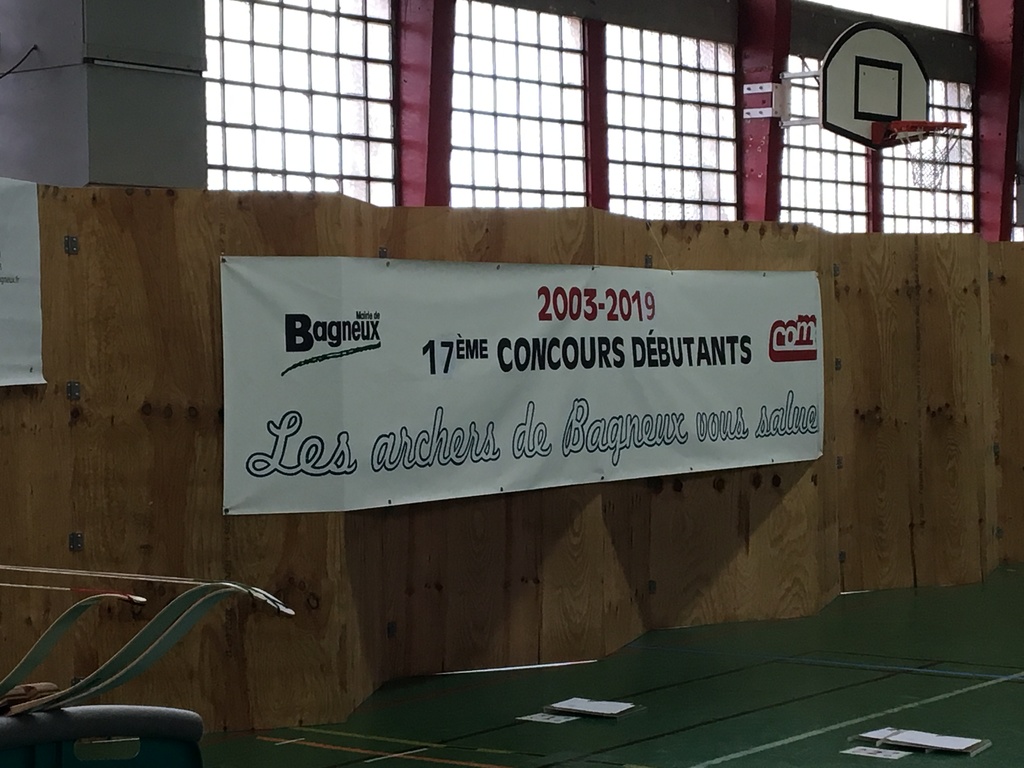 2003-2019
Mairie de
Bagneux
17ÈME CONCOURS DÉBUTANTS
com
Les archers de Bagneux vous salue